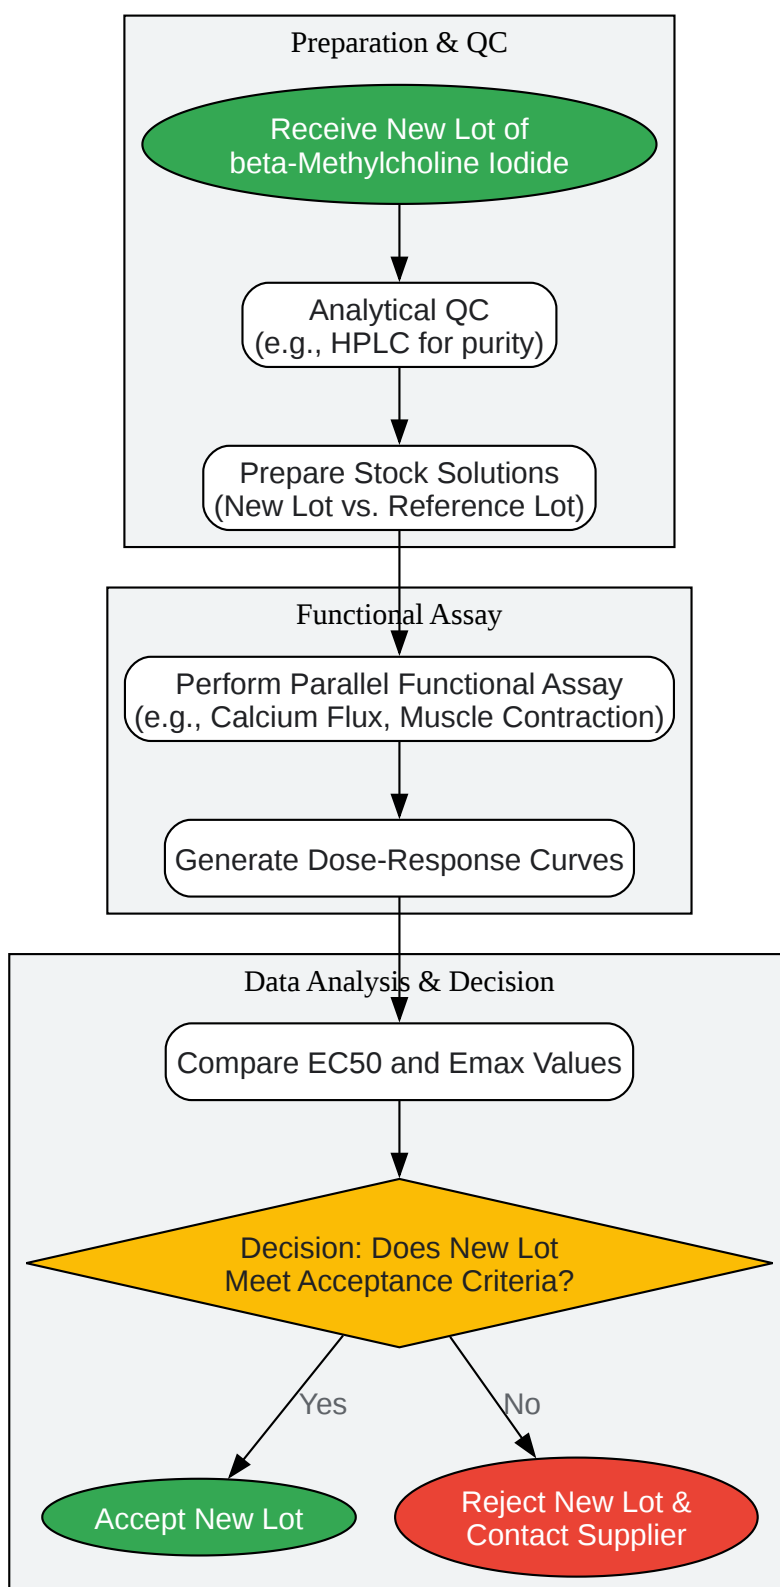 Preparation & QC
Receive New Lot of
beta-Methylcholine Iodide
Analytical QC
(e.g., HPLC for purity)
Prepare Stock Solutions
(New Lot vs. Reference Lot)
Functional Assay
Perform Parallel Functional Assay
(e.g., Calcium Flux, Muscle Contraction)
Generate Dose-Response Curves
Data Analysis & Decision
Compare EC50 and Emax Values
Decision: Does New Lot
Meet Acceptance Criteria?
Yes
No
Accept New Lot
Reject New Lot &
Contact Supplier